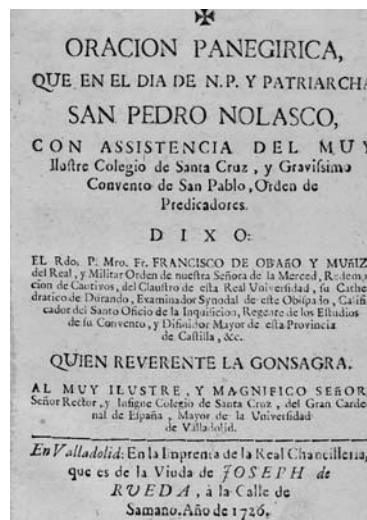 ✠
ORACION PANEGIRICA,
QUE EN EL DIA DE N.P. Y PATRIARCHA
SAN PEDRO NOLASCO,
CON ASSISTENCIA DEL MUY
Ilustre Colegio de Santa Cruz, y Gravissimo
Convento de San Pablo, Orden de
Predicadores.
DIXO:
EL Rdo. P. Mro. Fr. FRANCISCO DE OBAÑO Y MUÑIZ
del Real, y Militar Orden de nuestra Señora de la Merced, Redemp-
cion de Cautivos, del Claustro de esta Real Universidad, su Cathe-
dratico de Durando, Examinador Synodal de este Obispado, Califi
cador del Santo Oficio de la Inquisicion, Regente de los Estudios
de su Convento, y Difinidor Mayor de esta Provincia
de Castilla, &c.
QUIEN REVERENTE LA GONSAGRA.
AL MUY ILUSTRE, Y MAGNIFICO SEÑOR
Señor Rector, y Insigne Colegio de Santa Cruz, del Gran Carde
nal de España, Mayor de la Universidad
de Valladolid.
En Valladolid: En la Imprenta de la Real Chancilleria,
que es de la Viuda de JOSEPH de
RUEDA, à la Calle de
Samano. Año de 1726.